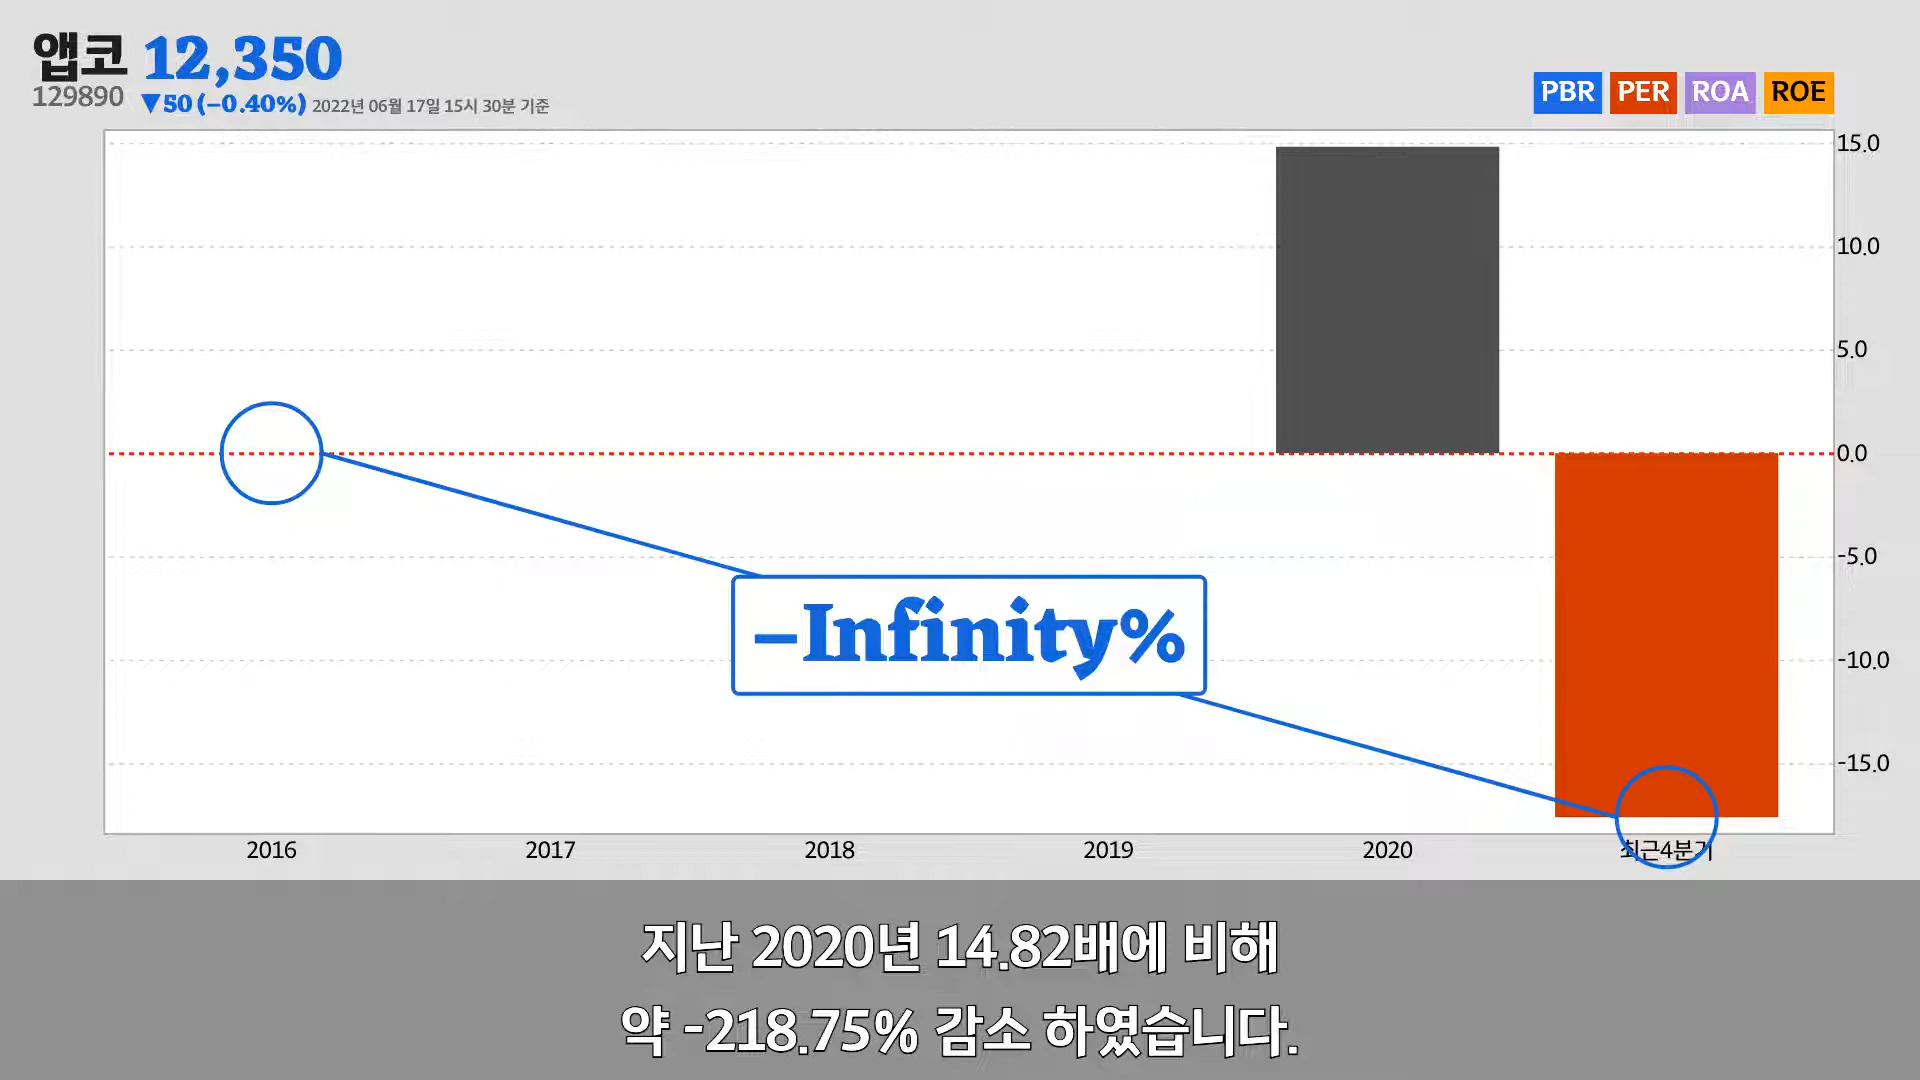 앱코 12,350
129890 ▼50 (−0.40%) 2022년 06월 17일 15시 30분 기준
PBR PER ROA ROE
15.0
10.0
5.0
0.0
-5.0
-10.0
-15.0
−Infinity%
2016 2017 2018 2019 2020 최근4분기
지난 2020년 14.82배에 비해
약 -218.75% 감소 하였습니다.